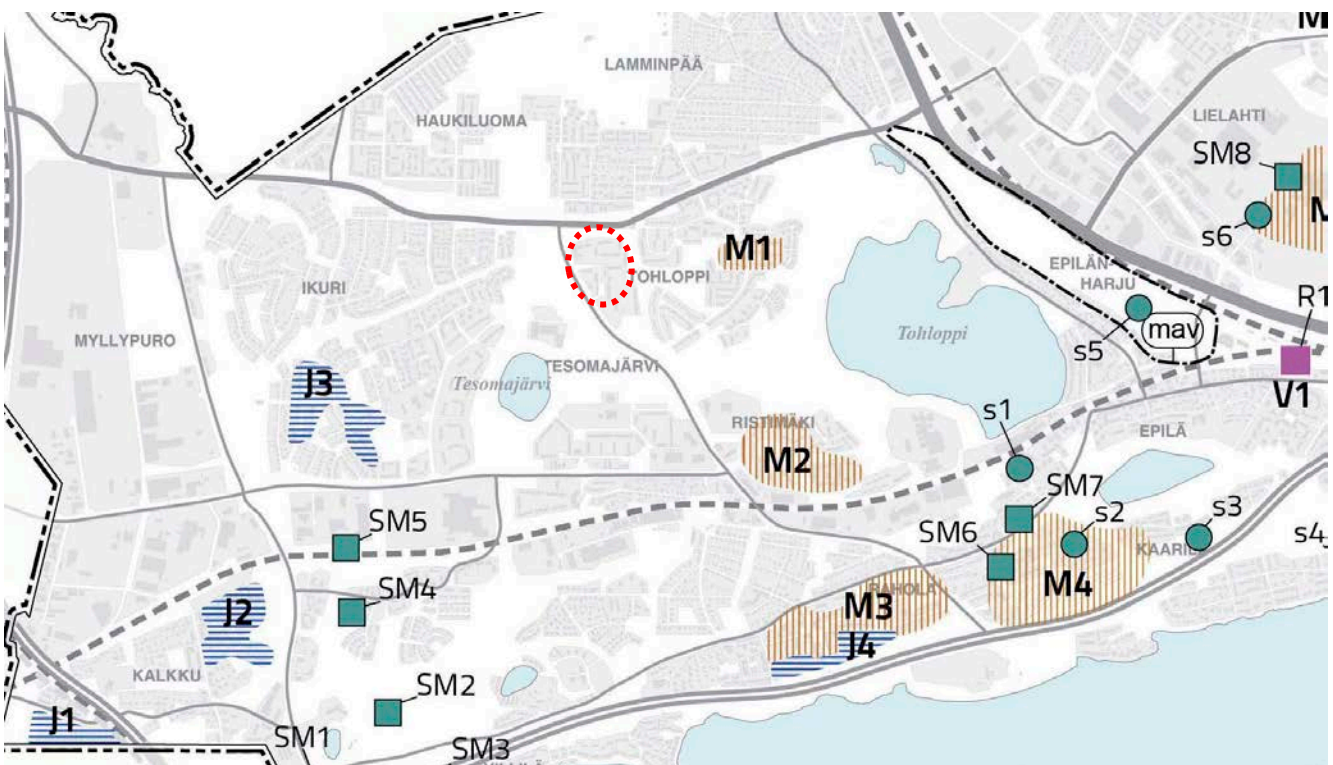 M
LAMMINPÄÄ
HAUKILUOMA
LIELAHTI
SM8
M
s6
M1
TOHLOPPI
EPILÄN-
HARJU
IKURI
R1
MYLLYPURO
Tohloppi
mav
s5
V1
TESOMAJÄRVI
J3
Tesomajärvi
RISTIMÄKI
s1
EPILÄ
M2
SM7
SM5
s2
s3
SM6
KAARILA
s4
SM4
M4
J2
RAHOLA
M3
J4
KALKKU
SM2
J1
SM1
SM3